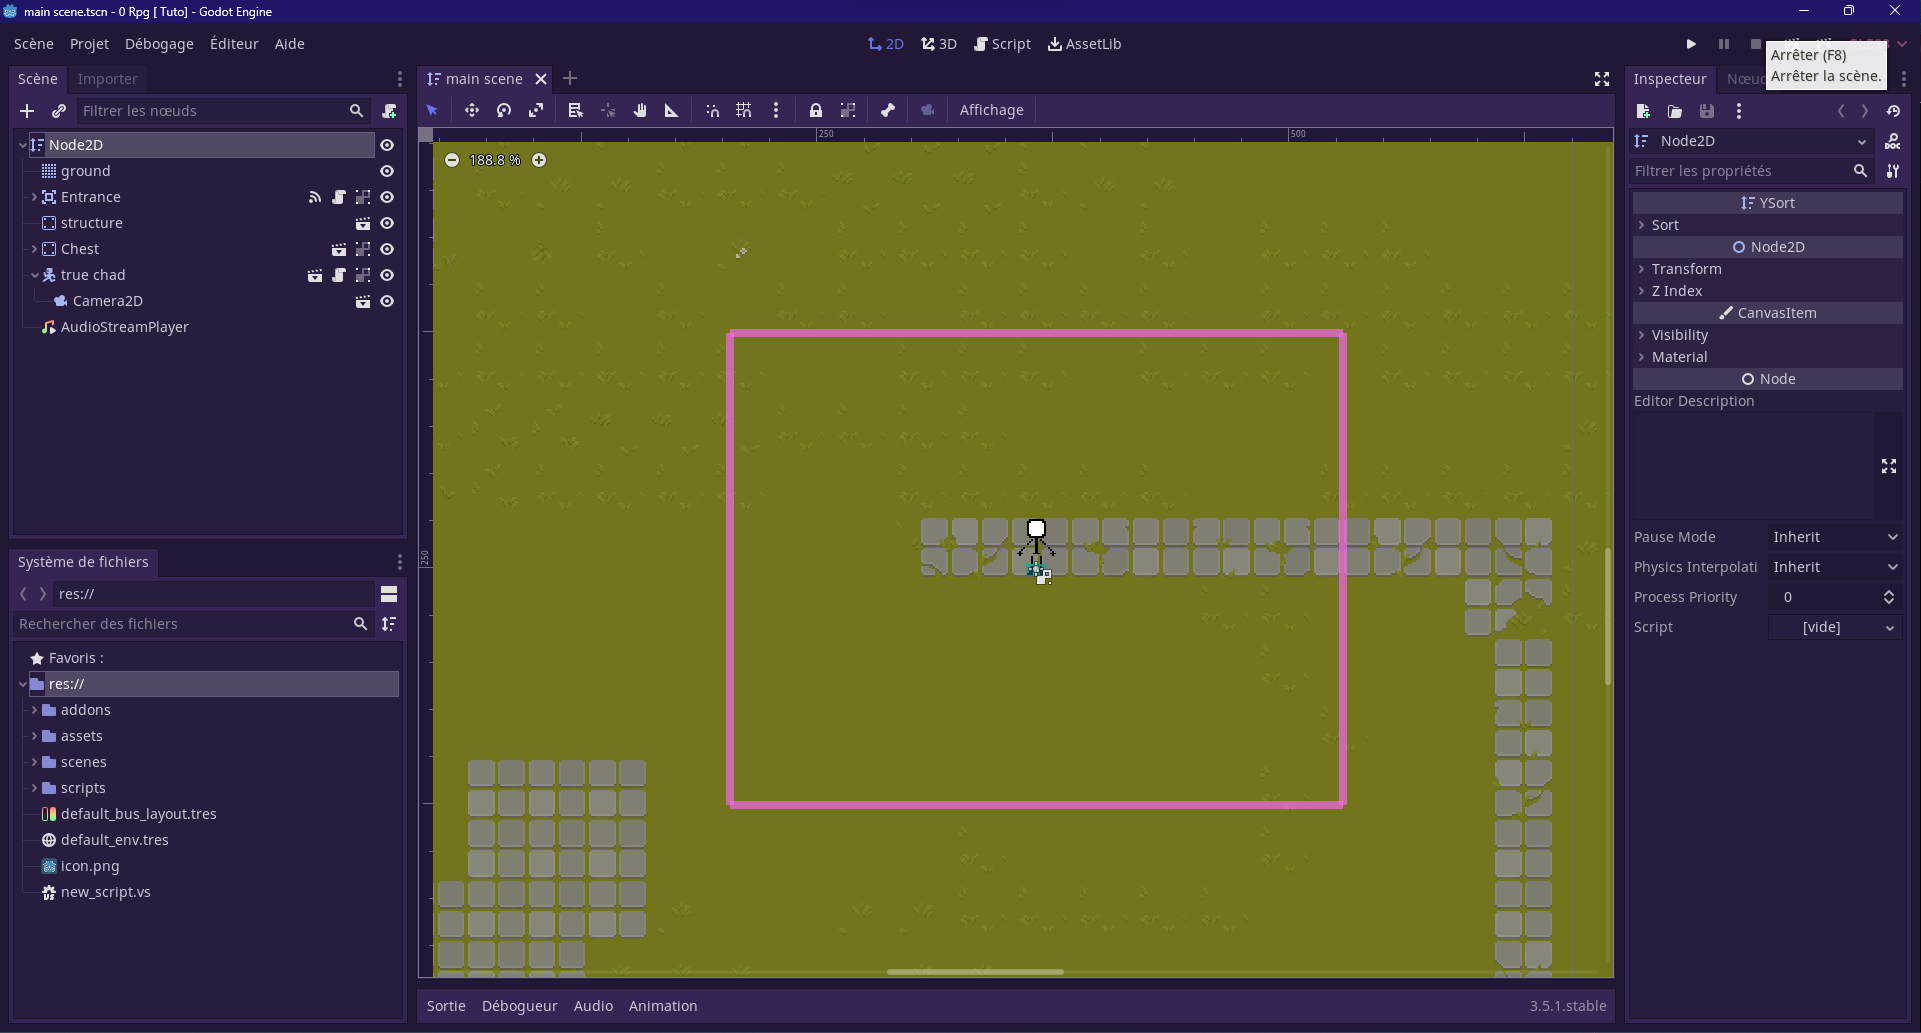 main scene.tscn - 0 Rpg [ Tuto] - Godot Engine
Scène Projet Débogage Éditeur Aide
2D 3D Script AssetLib
Arrêter (F8)
Arrêter la scène.
Scène Importer
main scene
Inspecteur
Filtrer les nœuds
Affichage
Node2D
ground
Entrance
structure
Chest
true chad
Camera2D
AudioStreamPlayer
250 500
188.8 %
250
Node2D
Filtrer les propriétés
YSort
Sort
Node2D
Transform
Z Index
CanvasItem
Visibility
Material
Node
Editor Description
Pause Mode Inherit
Physics Interpolati Inherit
Process Priority 0
Script [vide]
Système de fichiers
res://
Rechercher des fichiers
Favoris :
res://
addons
assets
scenes
scripts
default_bus_layout.tres
default_env.tres
icon.png
new_script.vs
Sortie Débogueur Audio Animation
3.5.1.stable